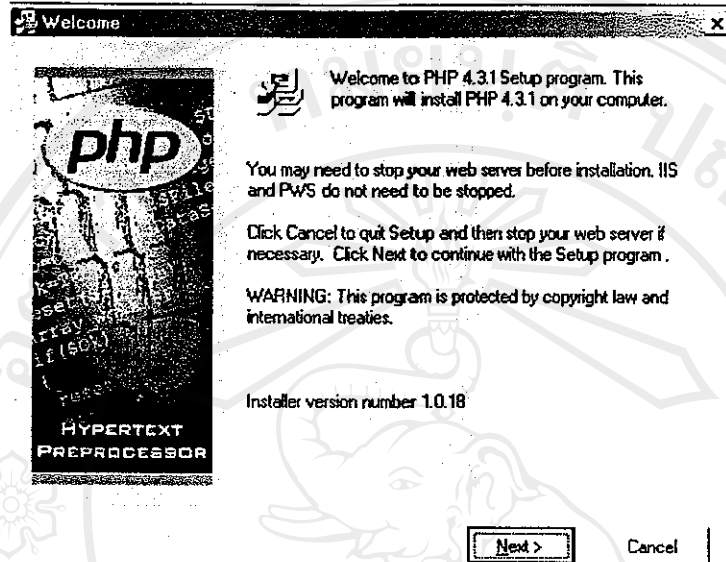 Welcome
Welcome to PHP 4.3.1 Setup program. This
program will install PHP 4.3.1 on your computer.
php
You may need to stop your web server before installation. IIS
and PWS do not need to be stopped.
Click Cancel to quit Setup and then stop your web server if
necessary. Click Next to continue with the Setup program .
WARNING: This program is protected by copyright law and
international treaties.
Installer version number 1.0.18
HYPERTEXT
PREPROCESSOR
Next >
Cancel